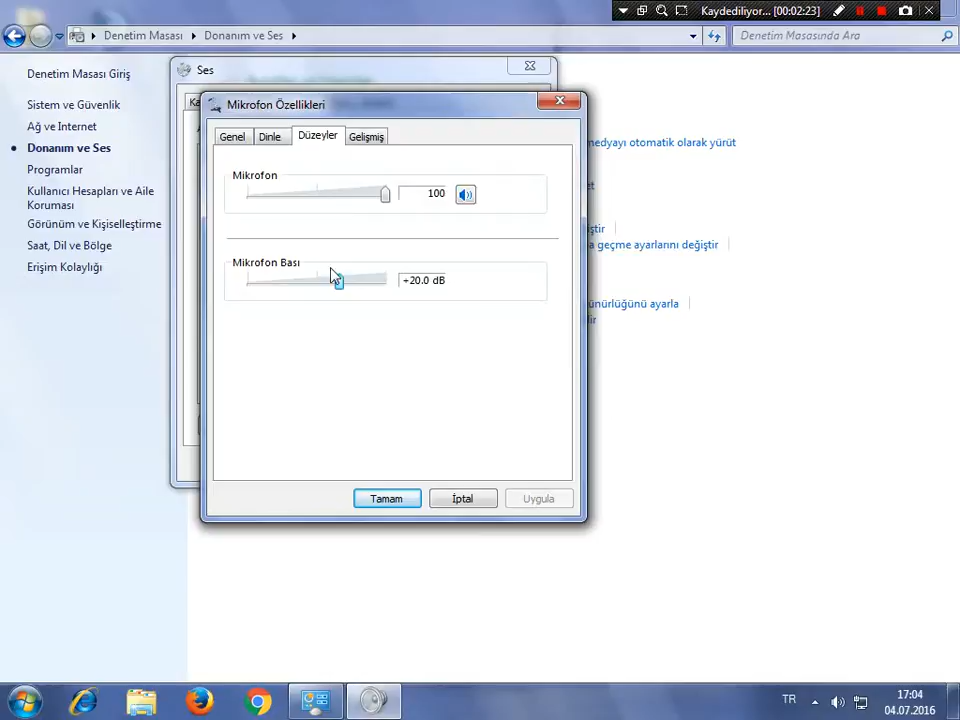 Kaydediliyor... [00:02:23]
Denetim Masası
Donanım ve Ses
Denetim Masasında Ara
Denetim Masası Giriş
Sistem ve Güvenlik
Ağ ve Internet
Donanım ve Ses
Programlar
Kullanıcı Hesapları ve Aile
Koruması
Görünüm ve Kişiselleştirme
Saat, Dil ve Bölge
Erişim Kolaylığı
Ses
Mikrofon Özellikleri
Genel
Dinle
Düzeyler
Gelişmiş
Mikrofon
100
Mikrofon Bası
+20.0 dB
Tamam
İptal
Uygula
medyayı otomatik olarak yürüt
geçme ayarlarını değiştir
ayarla
TR
17:04
04.07.2016